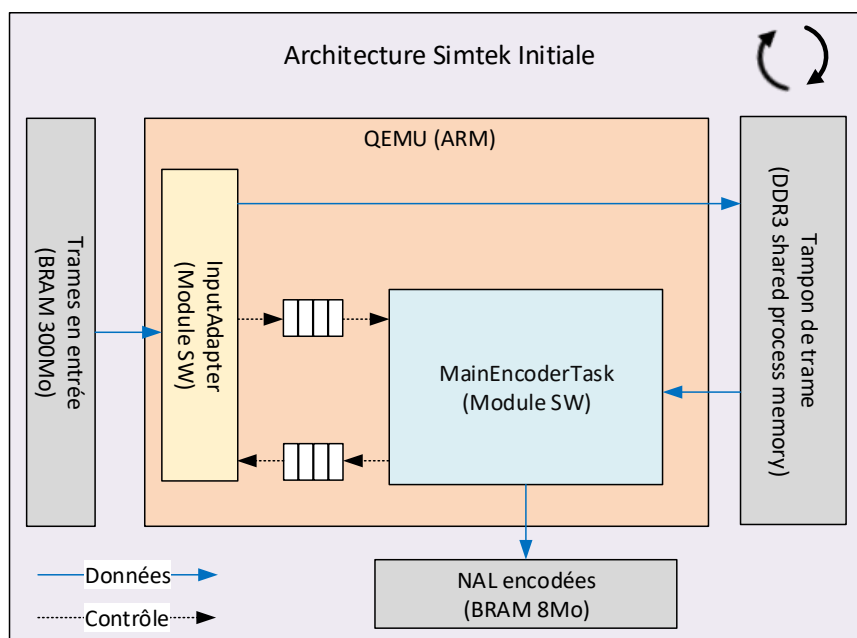 Architecture Simtek Initiale
QEMU (ARM)
Trames en entrée
(BRAM 300Mo)
InputAdapter
(Module SW)
MainEncoderTask
(Module SW)
Tampon de trame
(DDR3 shared process memory)
Données
Contrôle
NAL encodées
(BRAM 8Mo)